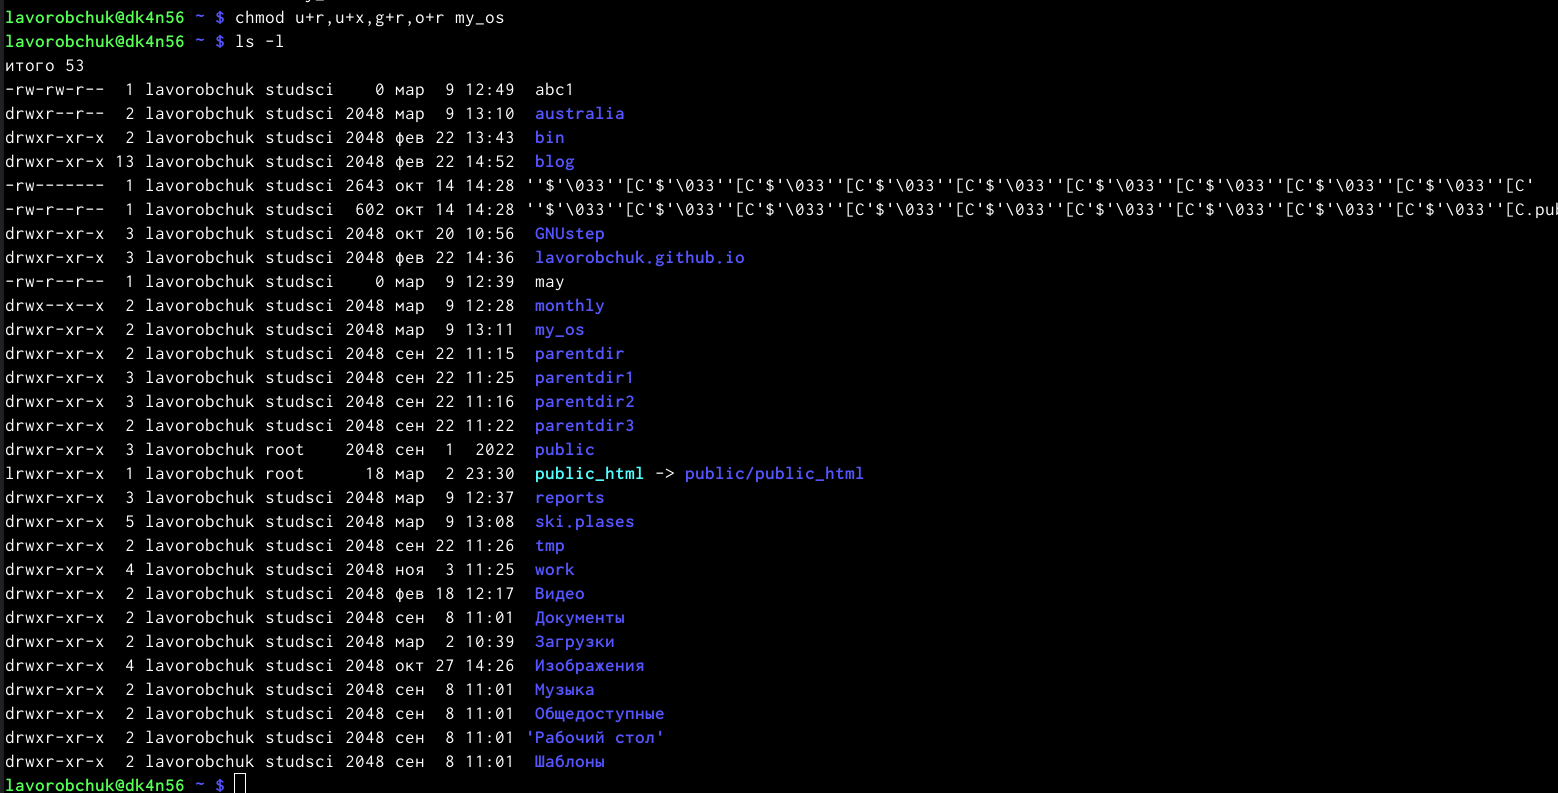 lavorobchuk@dk4n56 ~ $ chmod u+r,u+x,g+r,o+r my_os
lavorobchuk@dk4n56 ~ $ ls -l
итого 53
-rw-rw-r--  1 lavorobchuk studsci    0 мар  9 12:49  abc1
drwxr--r--  2 lavorobchuk studsci 2048 мар  9 13:10  australia
drwxr-xr-x  2 lavorobchuk studsci 2048 фев 22 13:43  bin
drwxr-xr-x 13 lavorobchuk studsci 2048 фев 22 14:52  blog
-rw-------  1 lavorobchuk studsci 2643 окт 14 14:28 ''$'\033''[C'$'\033''[C'$'\033''[C'$'\033''[C'$'\033''[C'$'\033''[C'$'\033''[C'$'\033''[C'$'\033''[C'
-rw-r--r--  1 lavorobchuk studsci  602 окт 14 14:28 ''$'\033''[C'$'\033''[C'$'\033''[C'$'\033''[C'$'\033''[C'$'\033''[C'$'\033''[C'$'\033''[C'$'\033''[C.pub
drwxr-xr-x  3 lavorobchuk studsci 2048 окт 20 10:56  GNUstep
drwxr-xr-x  3 lavorobchuk studsci 2048 фев 22 14:36  lavorobchuk.github.io
-rw-r--r--  1 lavorobchuk studsci    0 мар  9 12:39  may
drwx--x--x  2 lavorobchuk studsci 2048 мар  9 12:28  monthly
drwxr-xr-x  2 lavorobchuk studsci 2048 мар  9 13:11  my_os
drwxr-xr-x  2 lavorobchuk studsci 2048 сен 22 11:15  parentdir
drwxr-xr-x  3 lavorobchuk studsci 2048 сен 22 11:25  parentdir1
drwxr-xr-x  3 lavorobchuk studsci 2048 сен 22 11:16  parentdir2
drwxr-xr-x  2 lavorobchuk studsci 2048 сен 22 11:22  parentdir3
drwxr-xr-x  3 lavorobchuk root    2048 сен  1  2022  public
lrwxr-xr-x  1 lavorobchuk root      18 мар  2 23:30  public_html -> public/public_html
drwxr-xr-x  3 lavorobchuk studsci 2048 мар  9 12:37  reports
drwxr-xr-x  5 lavorobchuk studsci 2048 мар  9 13:08  ski.plases
drwxr-xr-x  2 lavorobchuk studsci 2048 сен 22 11:26  tmp
drwxr-xr-x  4 lavorobchuk studsci 2048 ноя  3 11:25  work
drwxr-xr-x  2 lavorobchuk studsci 2048 фев 18 12:17  Видео
drwxr-xr-x  2 lavorobchuk studsci 2048 сен  8 11:01  Документы
drwxr-xr-x  2 lavorobchuk studsci 2048 мар  2 10:39  Загрузки
drwxr-xr-x  4 lavorobchuk studsci 2048 окт 27 14:26  Изображения
drwxr-xr-x  2 lavorobchuk studsci 2048 сен  8 11:01  Музыка
drwxr-xr-x  2 lavorobchuk studsci 2048 сен  8 11:01  Общедоступные
drwxr-xr-x  2 lavorobchuk studsci 2048 сен  8 11:01 'Рабочий стол'
drwxr-xr-x  2 lavorobchuk studsci 2048 сен  8 11:01  Шаблоны
lavorobchuk@dk4n56 ~ $